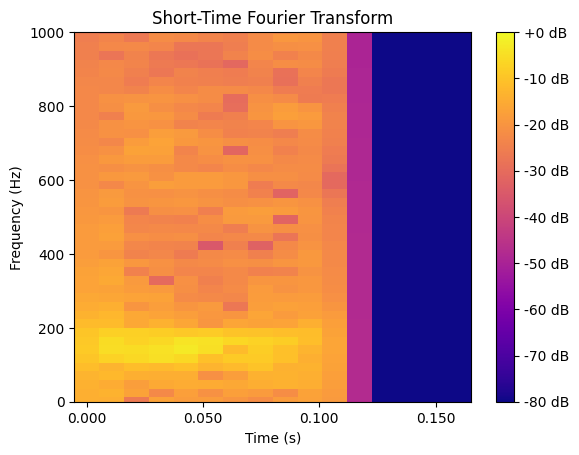 Short-Time Fourier Transform
1000
800
600
400
200
0
Frequency (Hz)
0.000
0.050
0.100
0.150
Time (s)
+0 dB
-10 dB
-20 dB
-30 dB
-40 dB
-50 dB
-60 dB
-70 dB
-80 dB